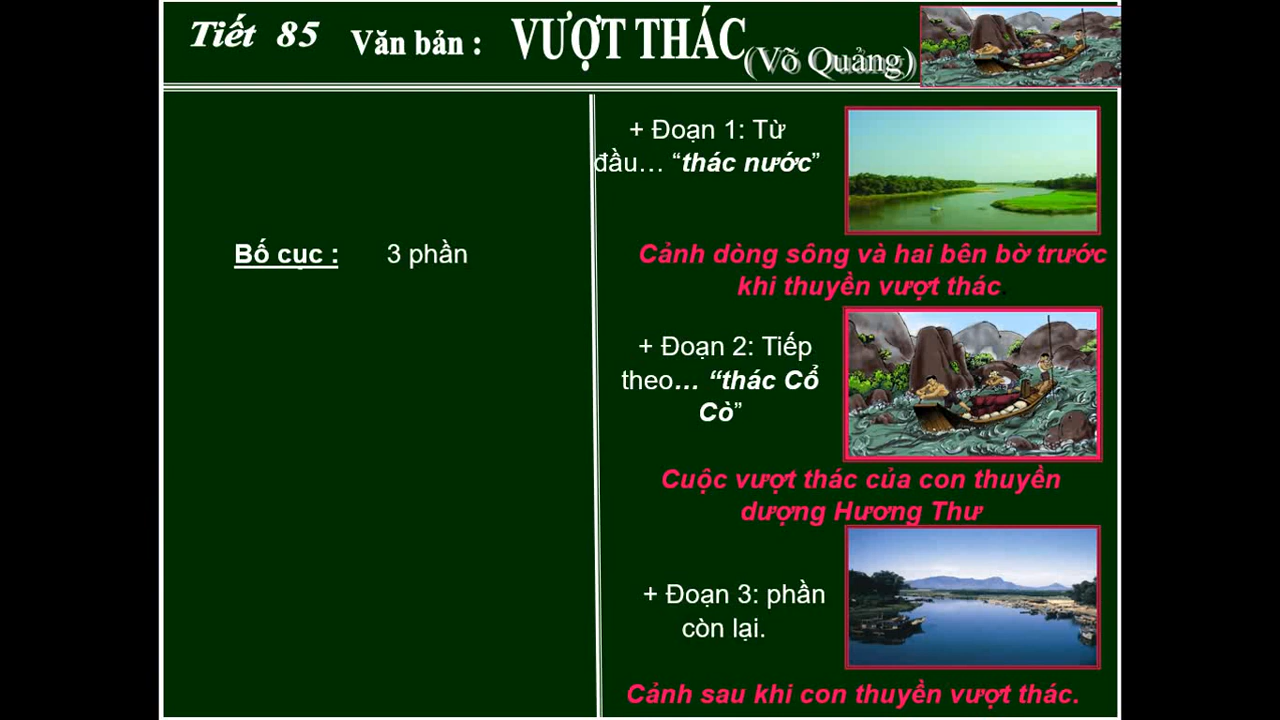 Tiết 85 Văn bản : VƯỢT THÁC (Võ Quảng)
Bố cục : 3 phần
+ Đoạn 1: Từ
đầu… “thác nước”
Cảnh dòng sông và hai bên bờ trước
khi thuyền vượt thác
+ Đoạn 2: Tiếp
theo… “thác Cổ
Cò”
Cuộc vượt thác của con thuyền
dượng Hương Thư
+ Đoạn 3: phần
còn lại.
Cảnh sau khi con thuyền vượt thác.